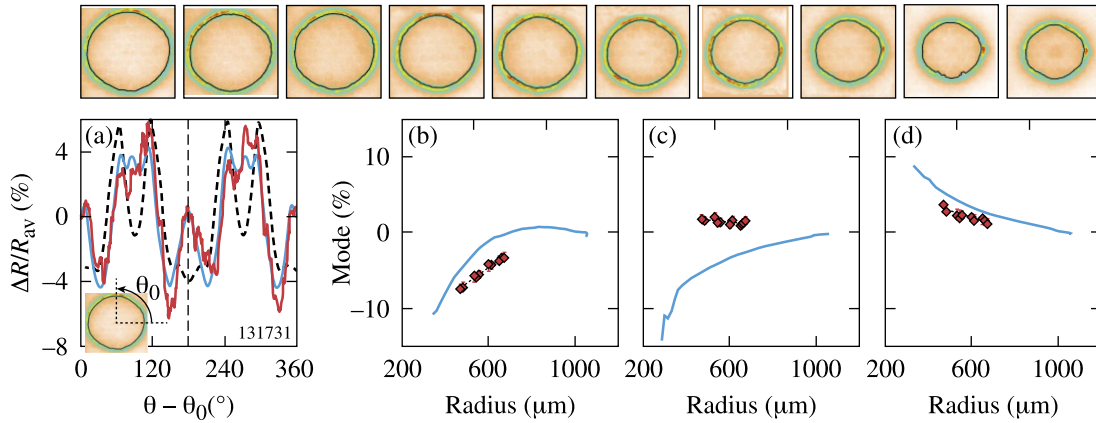 (a)
(b)
(c)
(d)
ΔR/Rav (%)
4
0
–4
–8
θ0
131731
0
120
240
360
θ – θ0(°)
Mode (%)
10
0
–10
200
600
1000
Radius (μm)
200
600
1000
Radius (μm)
200
600
1000
Radius (μm)